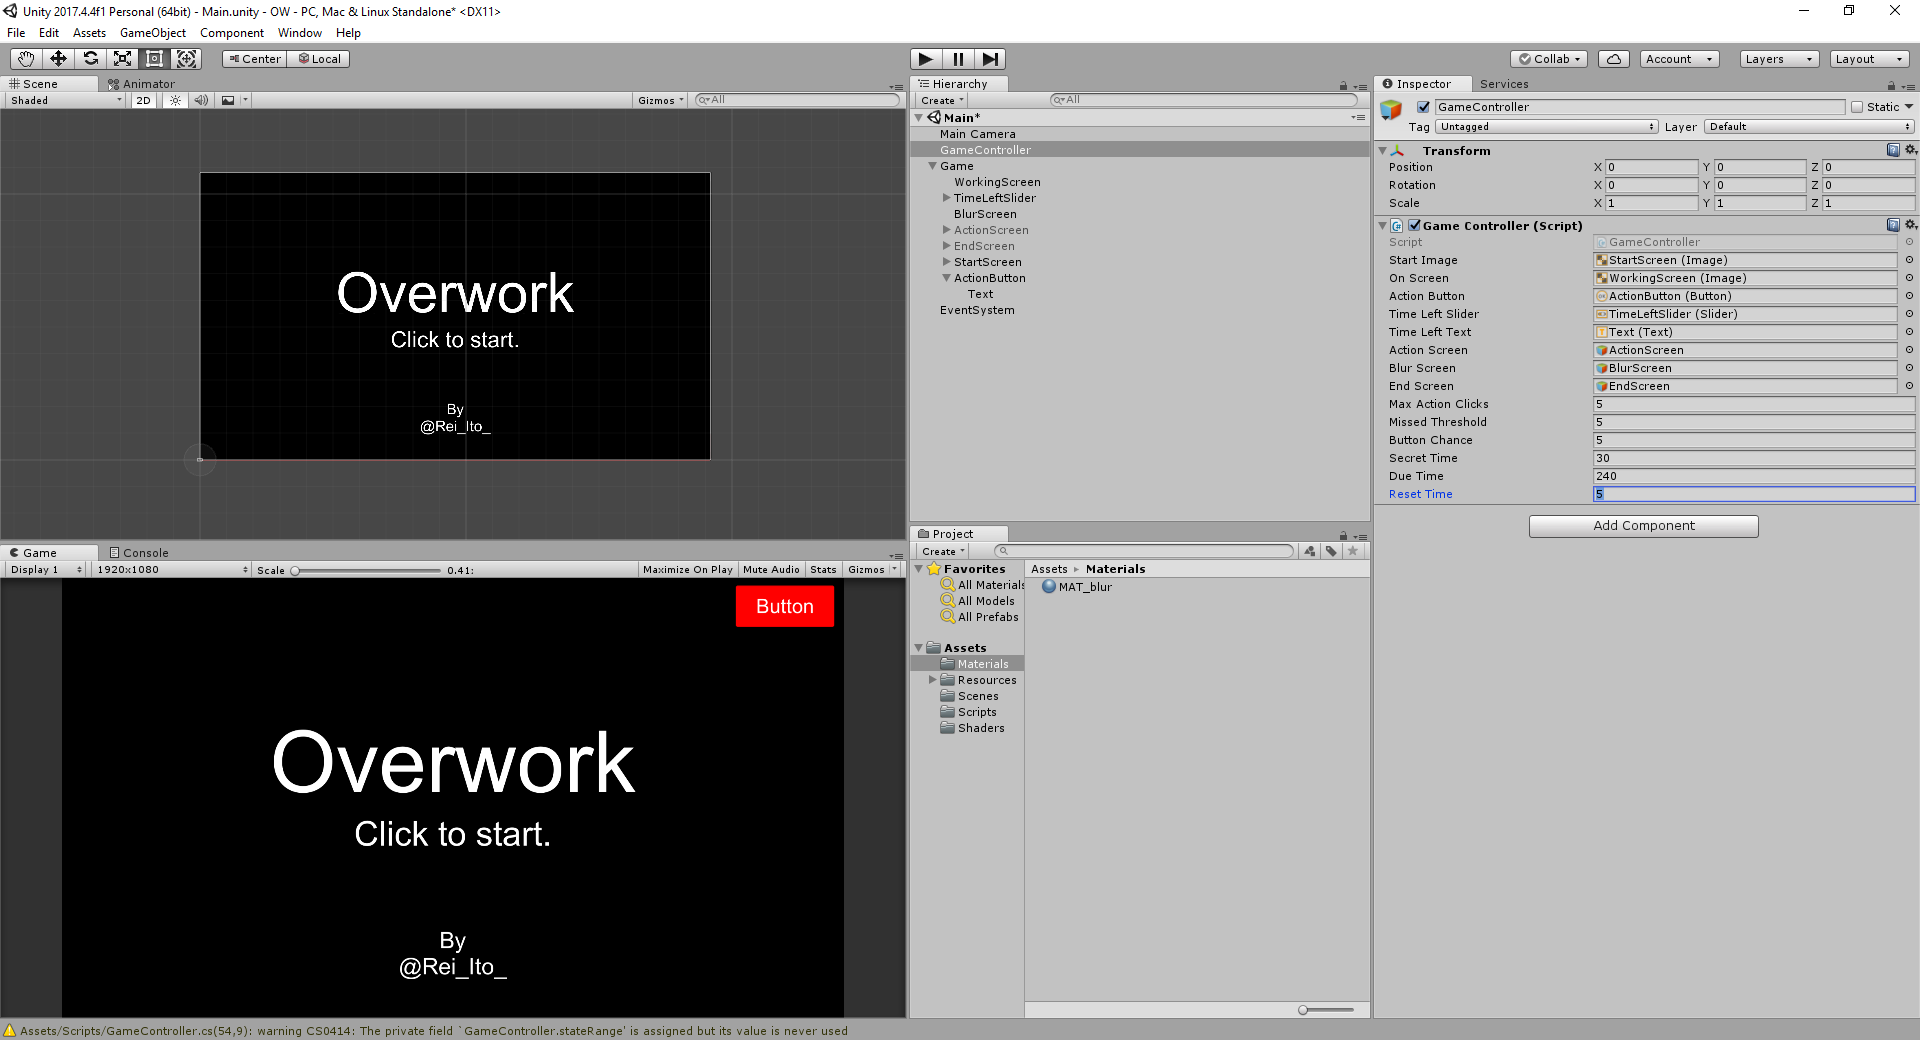 Unity 2017.4.4f1 Personal (64bit) - Main.unity - OW - PC, Mac & Linux Standalone* <DX11>
File Edit Assets GameObject Component Window Help
Center Local
Collab Account Layers Layout
Scene Animator
Shaded 2D Gizmos All
Overwork
Click to start.
By
@Rei_Ito_
Game Console
Display 1 1920x1080 Scale 0.41: Maximize On Play Mute Audio Stats Gizmos
Button
Overwork
Click to start.
By
@Rei_Ito_
Hierarchy
Create All
Main*
Main Camera
GameController
Game
WorkingScreen
TimeLeftSlider
BlurScreen
ActionScreen
EndScreen
StartScreen
ActionButton
Text
EventSystem
Project
Create
Favorites
All Materials
All Models
All Prefabs
Assets
Materials
Resources
Scenes
Scripts
Shaders
Assets Materials
MAT_blur
Inspector Services
GameController Static
Tag Untagged Layer Default
Transform
Position X 0 Y 0 Z 0
Rotation X 0 Y 0 Z 0
Scale X 1 Y 1 Z 1
Game Controller (Script)
Script GameController
Start Image StartScreen (Image)
On Screen WorkingScreen (Image)
Action Button ActionButton (Button)
Time Left Slider TimeLeftSlider (Slider)
Time Left Text Text (Text)
Action Screen ActionScreen
Blur Screen BlurScreen
End Screen EndScreen
Max Action Clicks 5
Missed Threshold 5
Button Chance 5
Secret Time 30
Due Time 240
Reset Time 5
Add Component
Assets/Scripts/GameController.cs(54,9): warning CS0414: The private field `GameController.stateRange' is assigned but its value is never used